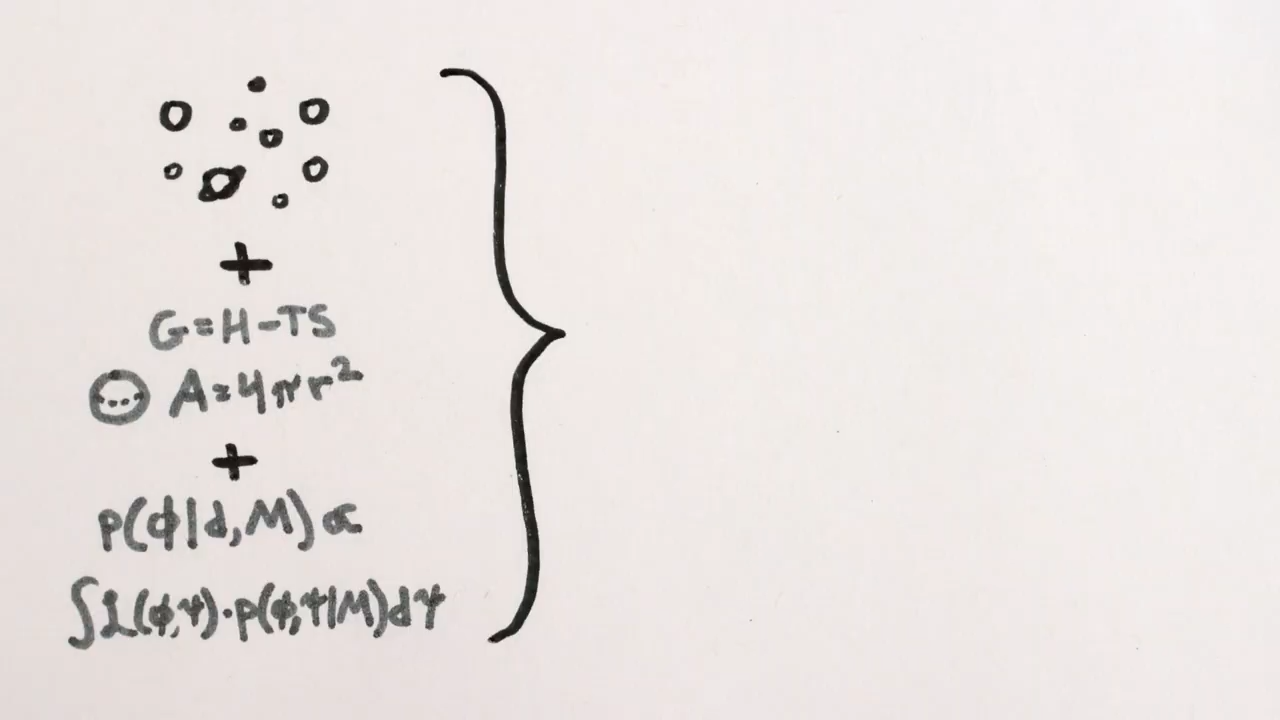 +
G=H-TS
A=4πr²
+
p(ϕ|d,M)∝
∫L(ϕ,ψ)·p(ϕ,ψ|M)dψ